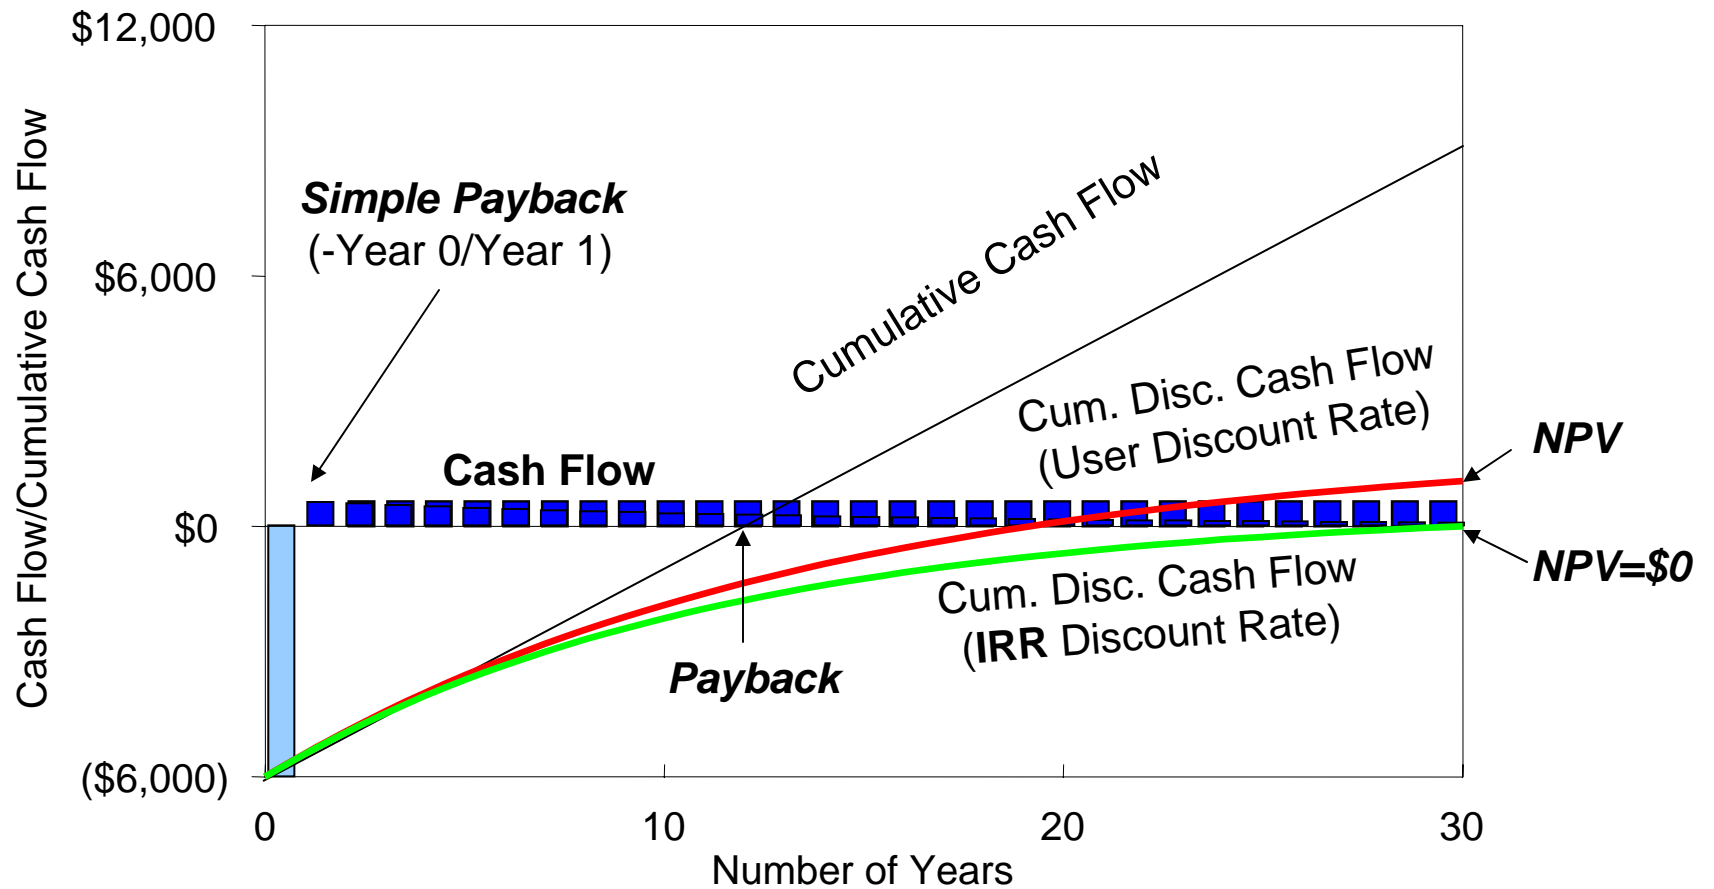 $12,000
$6,000
$0
($6,000)
Cash Flow/Cumulative Cash Flow
Simple Payback
(-Year 0/Year 1)
Cash Flow
Cumulative Cash Flow
Cum. Disc. Cash Flow
(User Discount Rate)
NPV
NPV=$0
Cum. Disc. Cash Flow
(IRR Discount Rate)
Payback
0
10
20
30
Number of Years